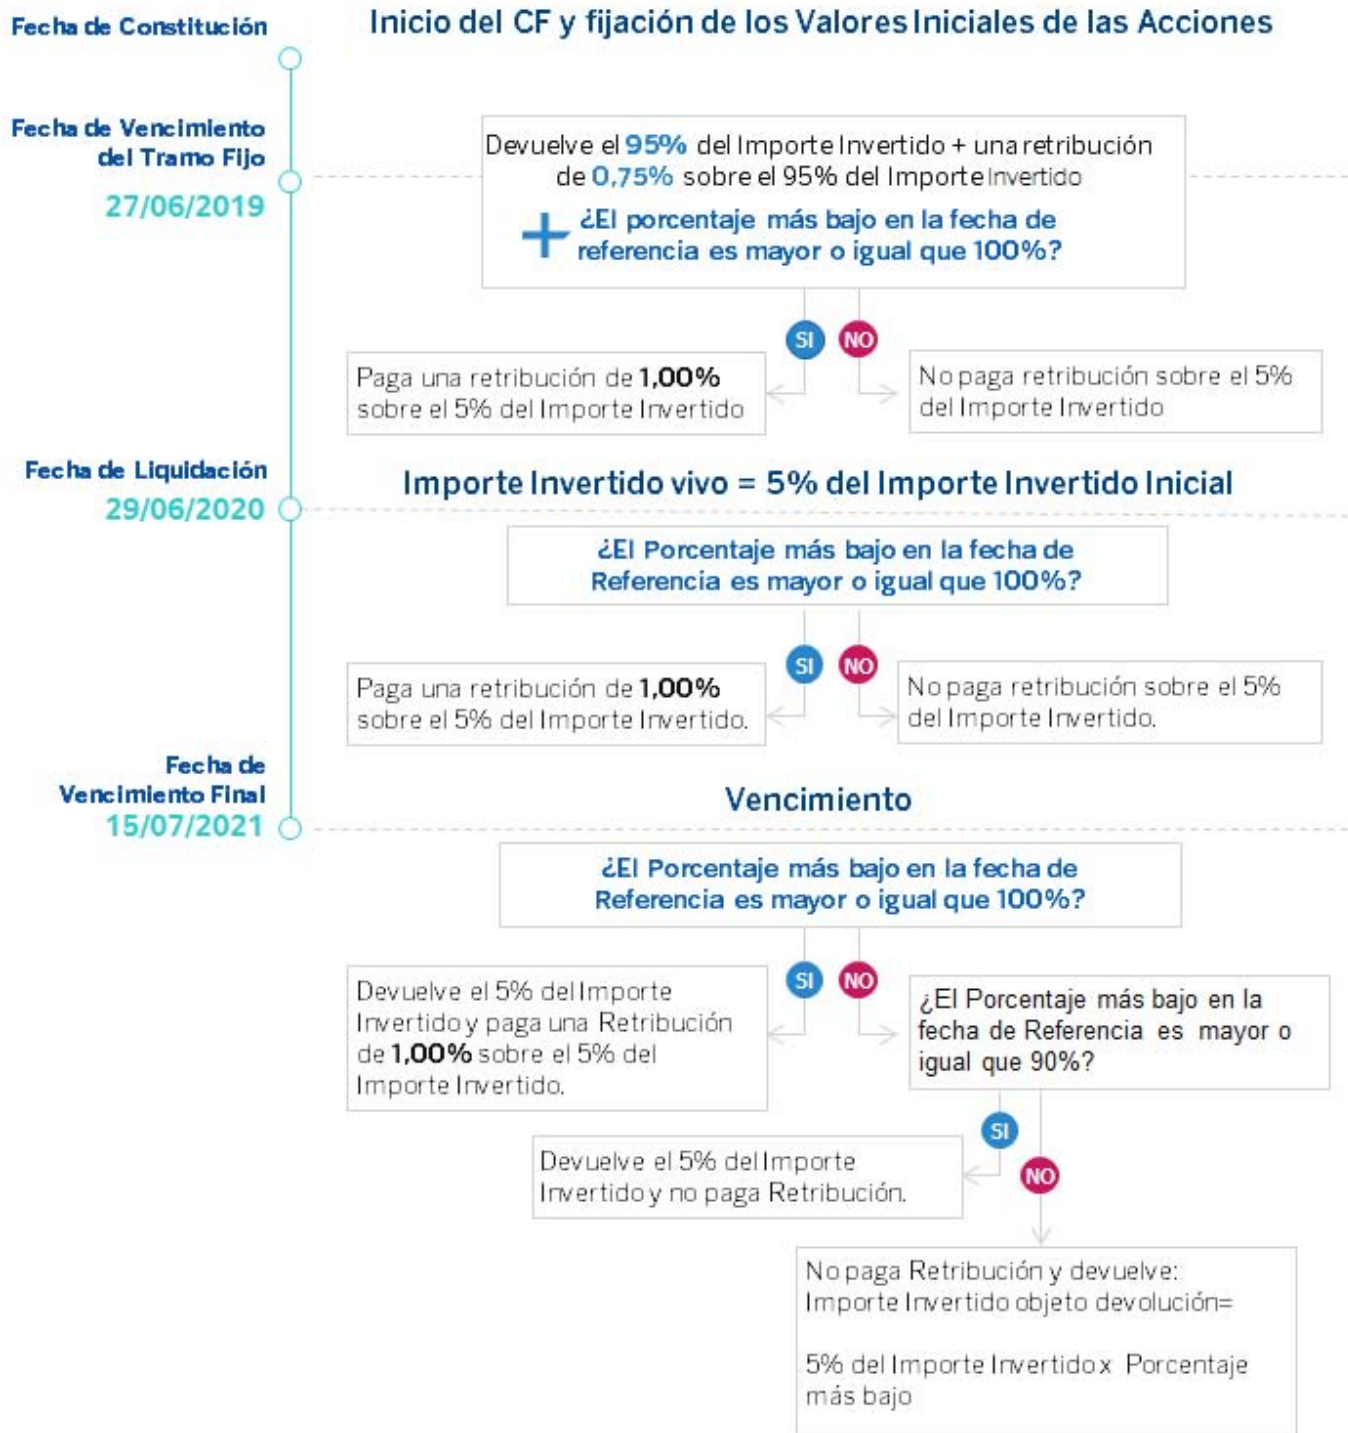 Fecha de Constitución
Inicio del CF y fijación de los Valores Iniciales de las Acciones
Fecha de Vencimiento
del Tramo Fijo
27/06/2019
Devuelve el 95% del Importe Invertido + una retribución
de 0,75% sobre el 95% del Importe Invertido
+ ¿El porcentaje más bajo en la fecha de
referencia es mayor o igual que 100%?
SI
NO
Paga una retribución de 1,00%
sobre el 5% del Importe Invertido
No paga retribución sobre el 5%
del Importe Invertido
Fecha de Liquidación
29/06/2020
Importe Invertido vivo = 5% del Importe Invertido Inicial
¿El Porcentaje más bajo en la fecha de
Referencia es mayor o igual que 100%?
SI
NO
Paga una retribución de 1,00%
sobre el 5% del Importe Invertido.
No paga retribución sobre el 5%
del Importe Invertido.
Fecha de
Vencimiento Final
15/07/2021
Vencimiento
¿El Porcentaje más bajo en la fecha de
Referencia es mayor o igual que 100%?
SI
NO
Devuelve el 5% del Importe
Invertido y paga una Retribución
de 1,00% sobre el 5% del
Importe Invertido.
¿El Porcentaje más bajo en la
fecha de Referencia es mayor o
igual que 90%?
SI
NO
Devuelve el 5% del Importe
Invertido y no paga Retribución.
No paga Retribución y devuelve:
Importe Invertido objeto devolución=
5% del Importe Invertido x Porcentaje
más bajo